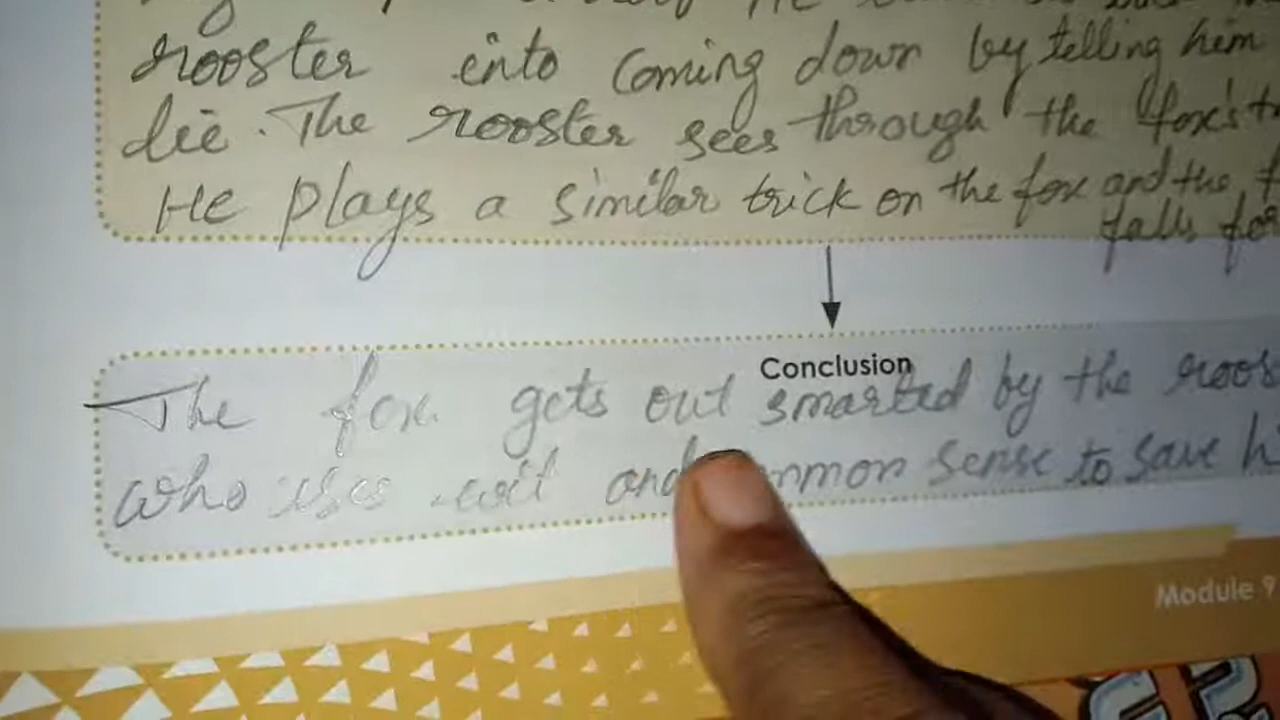 rooster into coming down by telling him
lie. The rooster sees through the fox's
He plays a similar trick on the fox and the
falls for
Conclusion
The fox gets out smarted by the
who uses wit and sense to save
Module 9